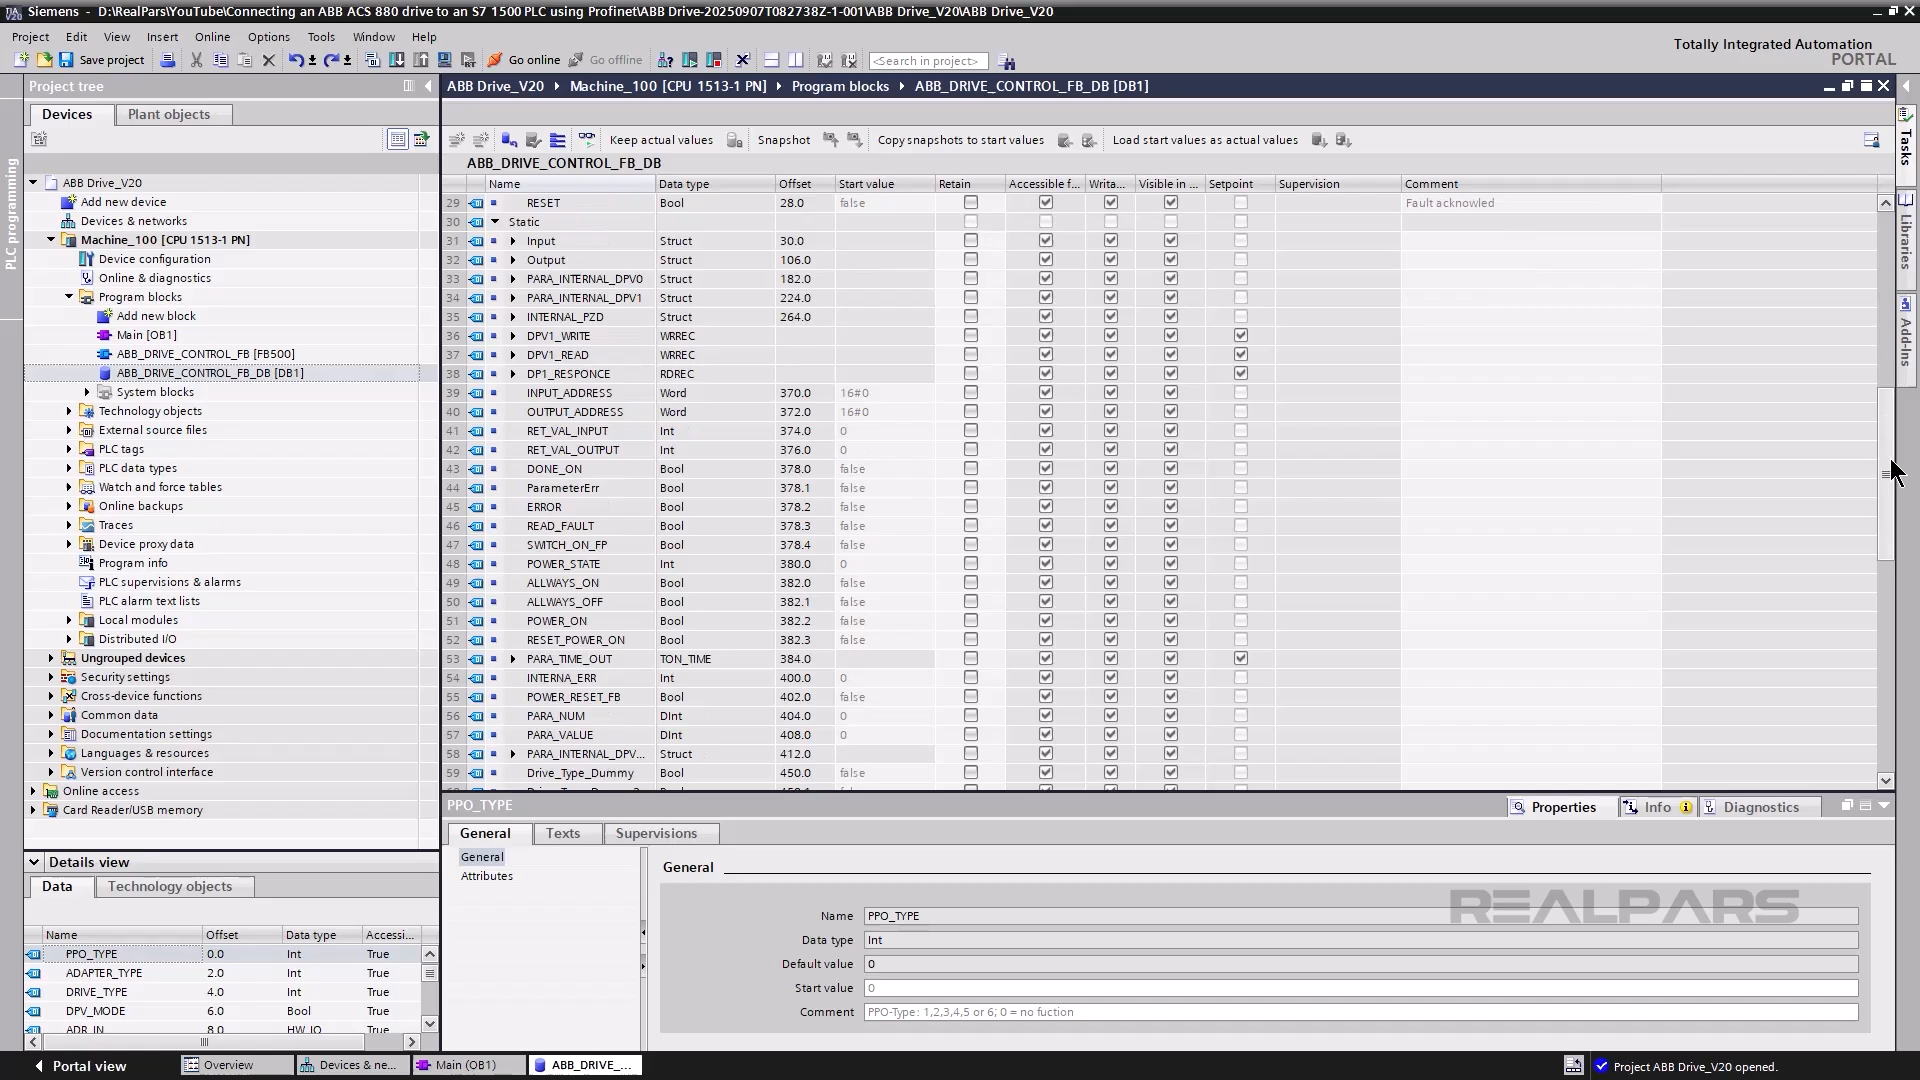 Siemens - D:\RealPars\YouTube\Connecting an ABB ACS 880 drive to an S7 1500 PLC using Profinet\ABB Drive-20250907T082738Z-1-001\ABB Drive_V20\ABB Drive_V20
Project Edit View Insert Online Options Tools Window Help
Totally Integrated Automation
PORTAL
Save project Go online Go offline <Search in project>
Project tree
ABB Drive_V20 Machine_100 [CPU 1513-1 PN] Program blocks ABB_DRIVE_CONTROL_FB_DB [DB1]
Devices Plant objects
Keep actual values Snapshot Copy snapshots to start values Load start values as actual values
ABB_DRIVE_CONTROL_FB_DB
PLC programming
Tasks
Libraries
Add-Ins
ABB Drive_V20
Add new device
Devices & networks
Machine_100 [CPU 1513-1 PN]
Device configuration
Online & diagnostics
Program blocks
Add new block
Main [OB1]
ABB_DRIVE_CONTROL_FB [FB500]
ABB_DRIVE_CONTROL_FB_DB [DB1]
System blocks
Technology objects
External source files
PLC tags
PLC data types
Watch and force tables
Online backups
Traces
Device proxy data
Program info
PLC supervisions & alarms
PLC alarm text lists
Local modules
Distributed I/O
Ungrouped devices
Security settings
Cross-device functions
Common data
Documentation settings
Languages & resources
Version control interface
Online access
Card Reader/USB memory
Name Data type Offset Start value Retain Accessible f... Writa... Visible in ... Setpoint Supervision Comment
29 RESET Bool 28.0 false Fault acknowled
30 Static
31 Input Struct 30.0
32 Output Struct 106.0
33 PARA_INTERNAL_DPV0 Struct 182.0
34 PARA_INTERNAL_DPV1 Struct 224.0
35 INTERNAL_PZD Struct 264.0
36 DPV1_WRITE WRREC
37 DPV1_READ WRREC
38 DP1_RESPONCE RDREC
39 INPUT_ADDRESS Word 370.0 16#0
40 OUTPUT_ADDRESS Word 372.0 16#0
41 RET_VAL_INPUT Int 374.0 0
42 RET_VAL_OUTPUT Int 376.0 0
43 DONE_ON Bool 378.0 false
44 ParameterErr Bool 378.1 false
45 ERROR Bool 378.2 false
46 READ_FAULT Bool 378.3 false
47 SWITCH_ON_FP Bool 378.4 false
48 POWER_STATE Int 380.0 0
49 ALLWAYS_ON Bool 382.0 false
50 ALLWAYS_OFF Bool 382.1 false
51 POWER_ON Bool 382.2 false
52 RESET_POWER_ON Bool 382.3 false
53 PARA_TIME_OUT TON_TIME 384.0
54 INTERNA_ERR Int 400.0 0
55 POWER_RESET_FB Bool 402.0 false
56 PARA_NUM DInt 404.0 0
57 PARA_VALUE DInt 408.0 0
58 PARA_INTERNAL_DPV... Struct 412.0
59 Drive_Type_Dummy Bool 450.0 false
PPO_TYPE
Properties Info Diagnostics
General Texts Supervisions
General
Attributes
General
Name PPO_TYPE
Data type Int
Default value 0
Start value 0
Comment PPO-Type: 1,2,3,4,5 or 6; 0 = no fuction
REALPARS
Details view
Data Technology objects
Name Offset Data type Accessi...
PPO_TYPE 0.0 Int True
ADAPTER_TYPE 2.0 Int True
DRIVE_TYPE 4.0 Int True
DPV_MODE 6.0 Bool True
ADR_IN 8.0 HW_IO True
Portal view Overview Devices & ne... Main (OB1) ABB_DRIVE_... Project ABB Drive_V20 opened.